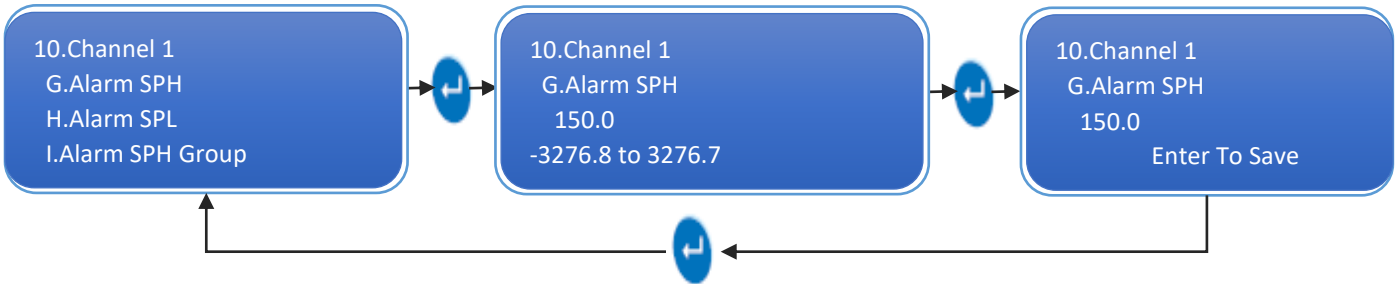 10.Channel 1
G.Alarm SPH
H.Alarm SPL
I.Alarm SPH Group
10.Channel 1
G.Alarm SPH
150.0
-3276.8 to 3276.7
10.Channel 1
G.Alarm SPH
150.0
Enter To Save